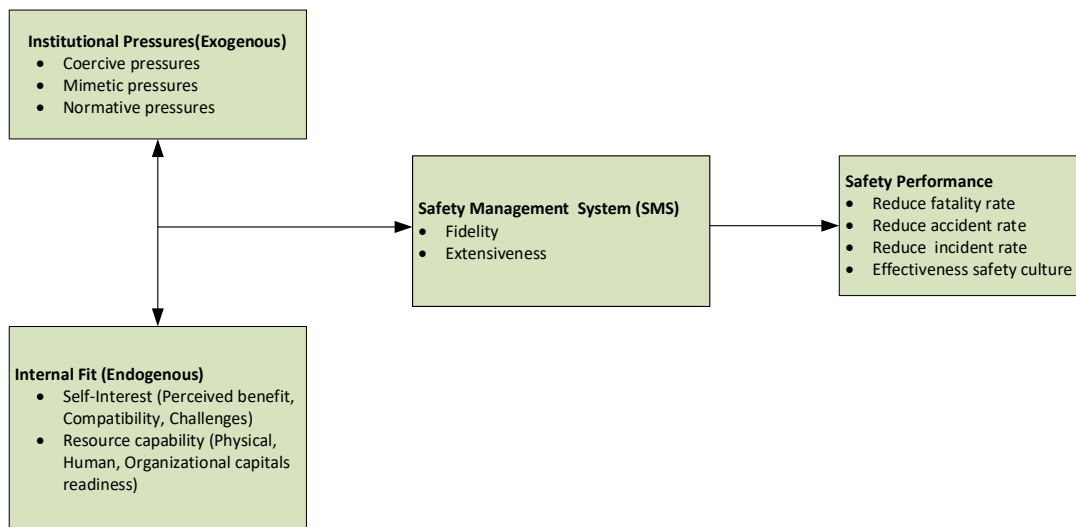 Institutional Pressures(Exogenous)
• Coercive pressures
• Mimetic pressures
• Normative pressures
Safety Management System (SMS)
• Fidelity
• Extensiveness
Safety Performance
• Reduce fatality rate
• Reduce accident rate
• Reduce incident rate
• Effectiveness safety culture
Internal Fit (Endogenous)
• Self-Interest (Perceived benefit,
Compatibility, Challenges)
• Resource capability (Physical,
Human, Organizational capitals
readiness)